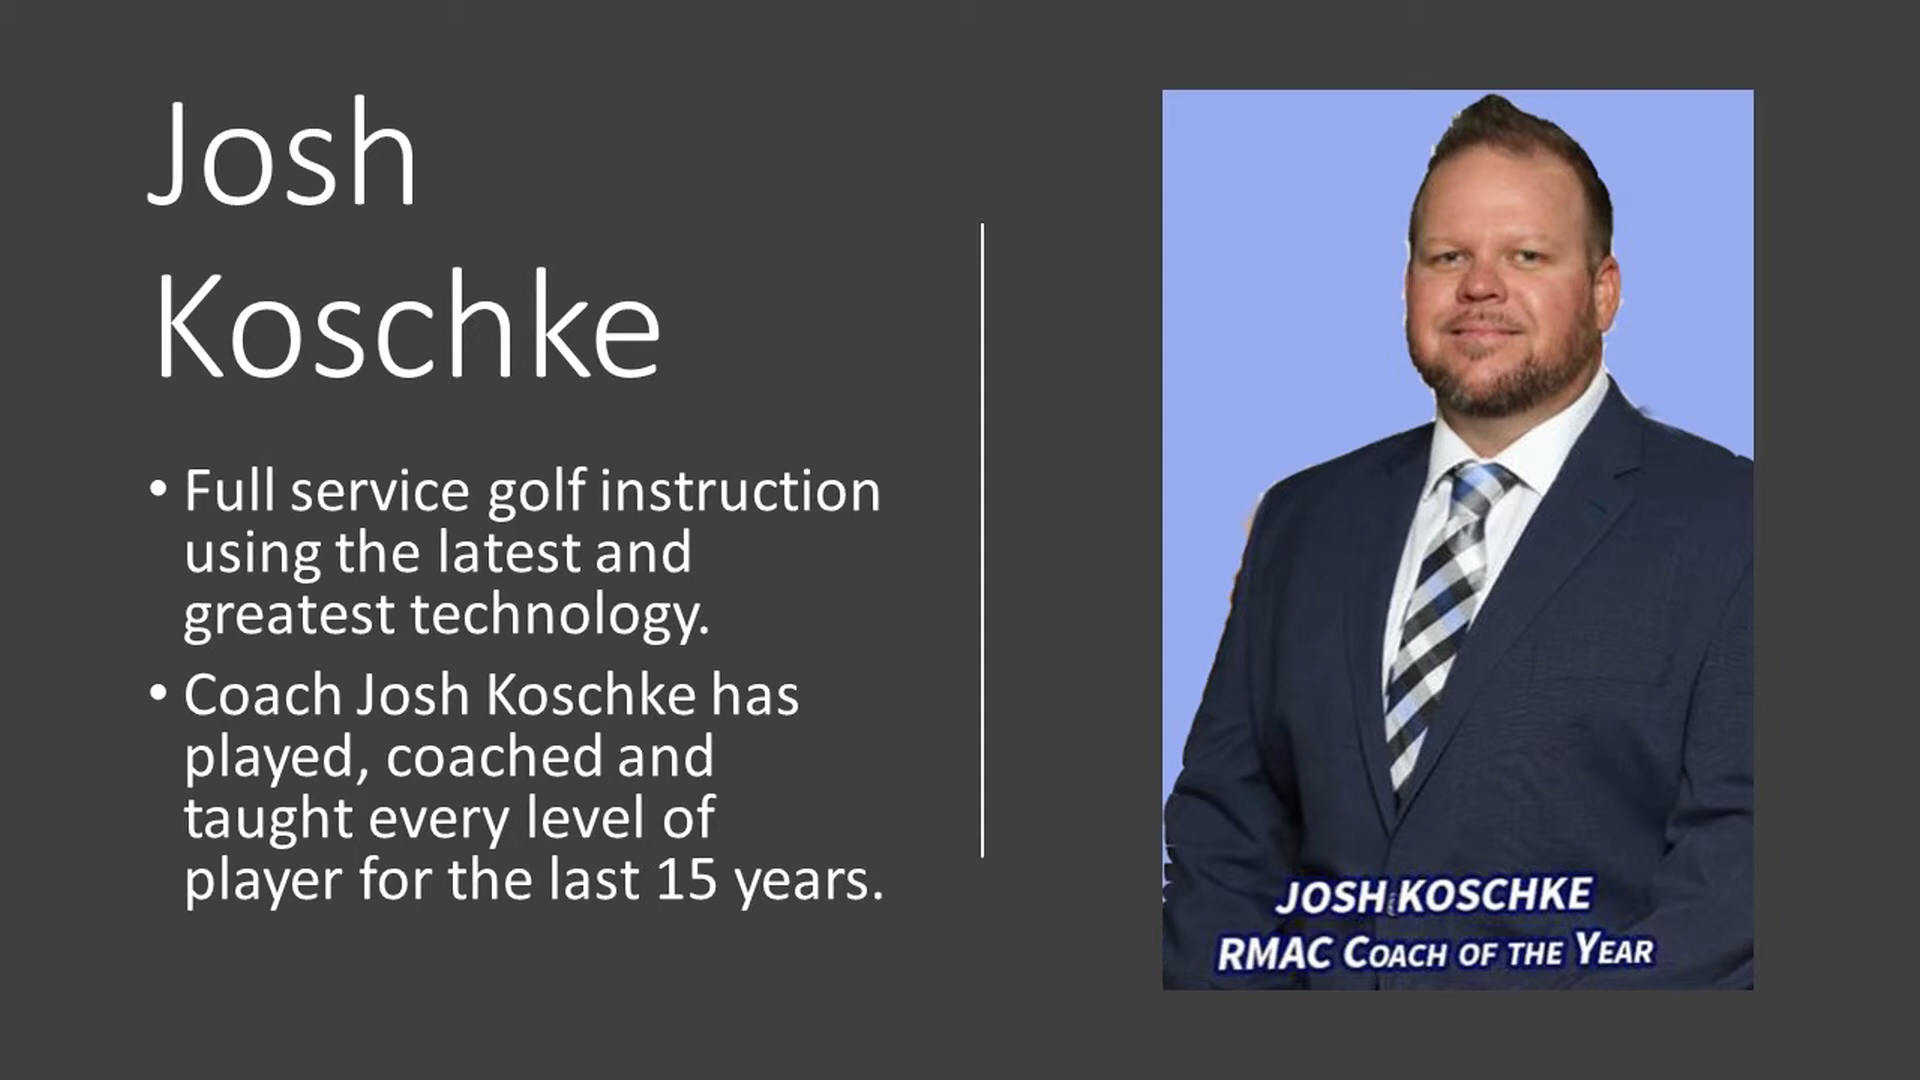 Josh
Koschke
• Full service golf instruction
using the latest and
greatest technology.
• Coach Josh Koschke has
played, coached and
taught every level of
player for the last 15 years.
JOSH KOSCHKE
RMAC COACH OF THE YEAR